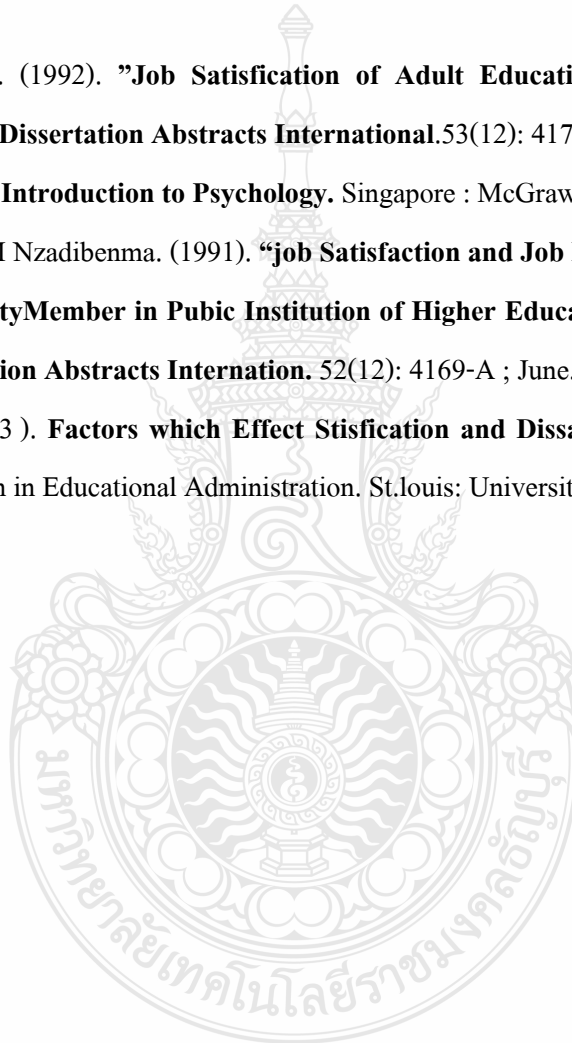 . (1992). ”Job Satisfication of Adult Educati
Dissertation Abstracts International.53(12): 417
Introduction to Psychology. Singapore : McGraw
I Nzadibenma. (1991). “job Satisfaction and Job
tyMember in Pubic Institution of Higher Educa
ion Abstracts Internation. 52(12): 4169-A ; June.
3 ). Factors which Effect Stisfication and Dissa
n in Educational Administration. St.louis: Universit
มหาวิทยาลัยเทคโนโลยีราชมงคลธัญบุรี